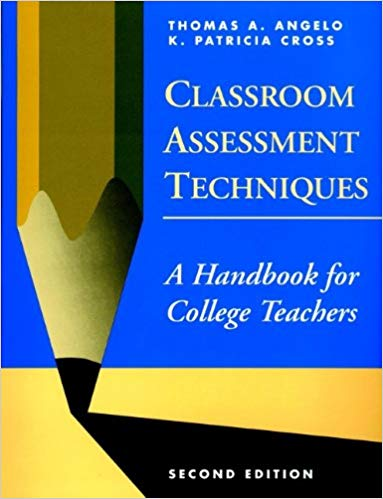 THOMAS A. ANGELO
K. PATRICIA CROSS
CLASSROOM
ASSESSMENT
TECHNIQUES
A Handbook for
College Teachers
SECOND EDITION